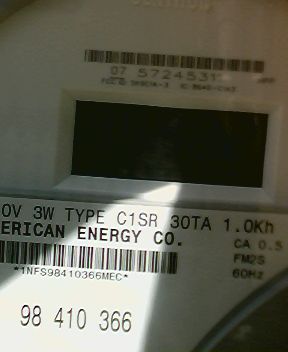 07 57245311
0V 3W TYPE C1SR 30TA 1.0Kh
ERICAN ENERGY CO.
CA 0.5
FM2S
60Hz
*1NFS98410366MEC*
98 410 366